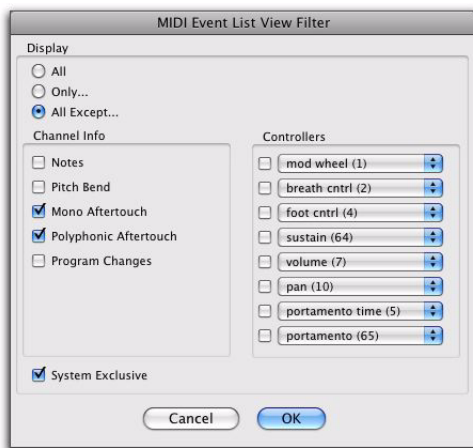 MIDI Event List View Filter
Display
All
Only...
All Except...
Channel Info
Notes
Pitch Bend
Mono Aftertouch
Polyphonic Aftertouch
Program Changes
Controllers
mod wheel (1)
breath cntrl (2)
foot cntrl (4)
sustain (64)
volume (7)
pan (10)
portamento time (5)
portamento (65)
System Exclusive
Cancel
OK